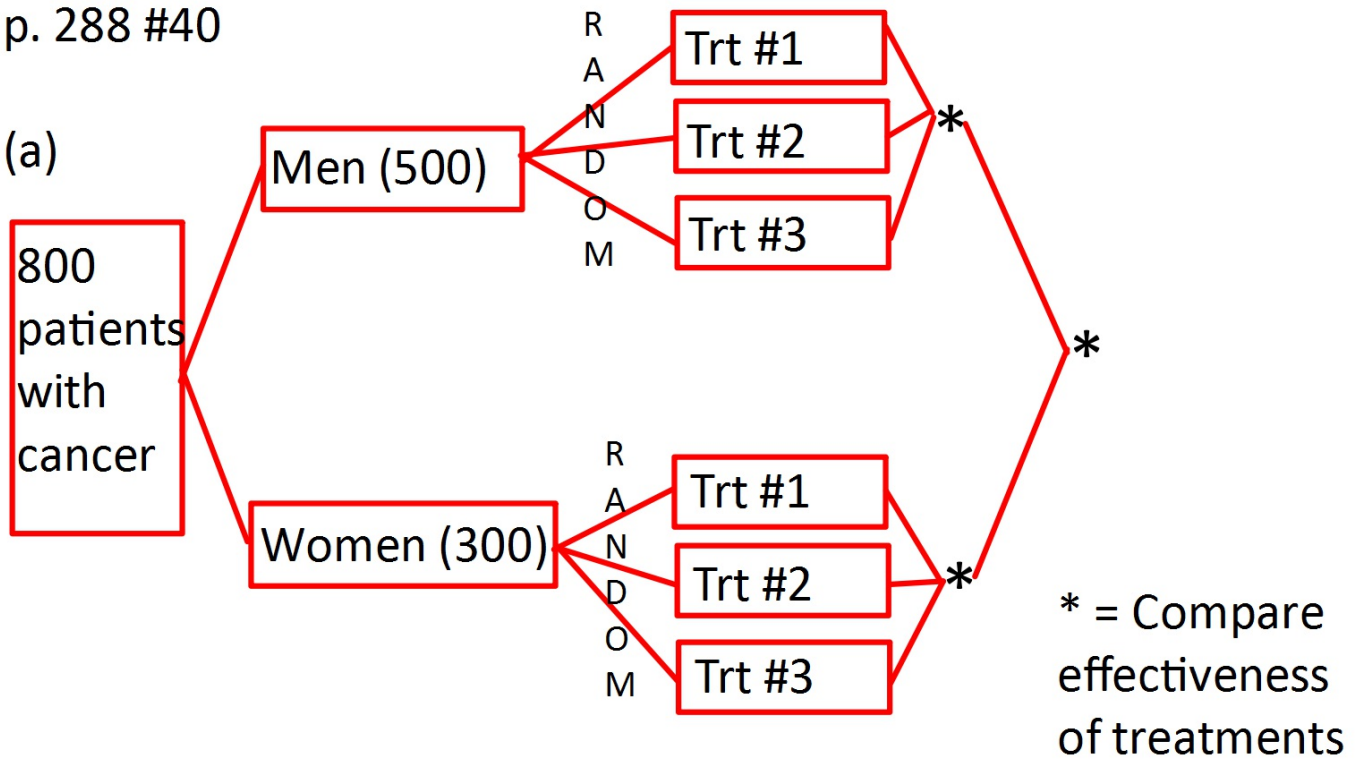 p. 288 #40
(a)
800
patients
with
cancer
Men (500)
R
A
N
D
O
M
Trt #1
Trt #2
Trt #3
*
Women (300)
R
A
N
D
O
M
Trt #1
Trt #2
Trt #3
*
*
* = Compare
effectiveness
of treatments